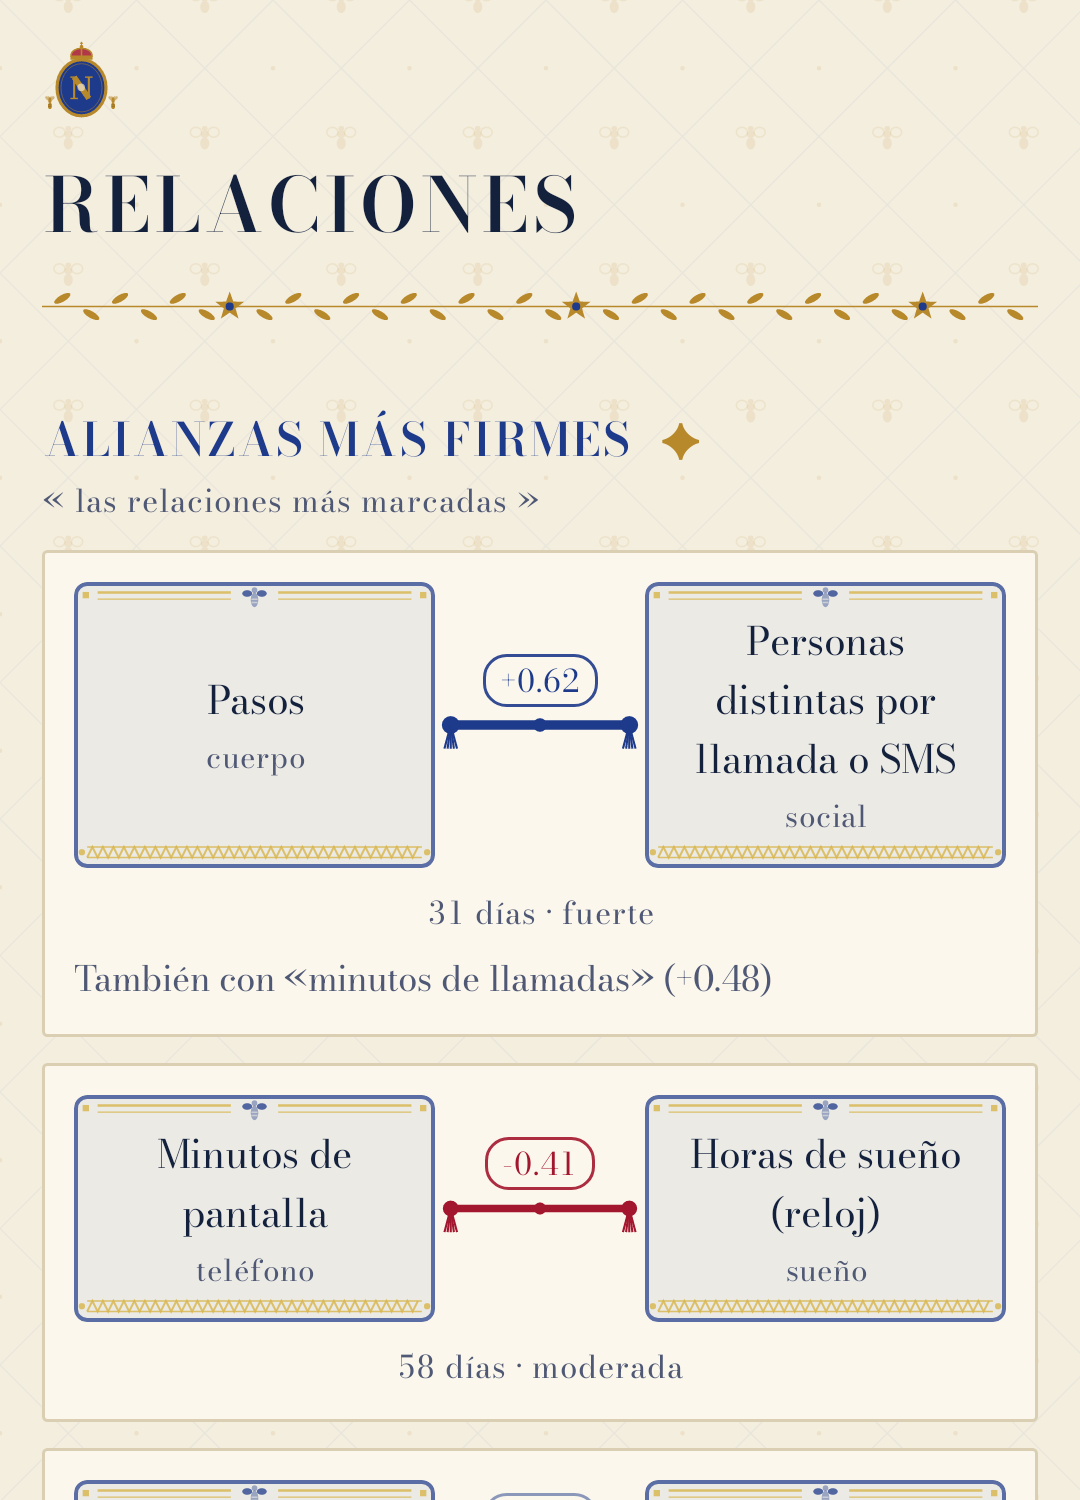 N
RELACIONES
ALIANZAS MÁS FIRMES
« las relaciones más marcadas »
Pasos
cuerpo
+0.62
Personas
distintas por
llamada o SMS
social
31 días · fuerte
También con «minutos de llamadas» (+0.48)
Minutos de
pantalla
teléfono
-0.41
Horas de sueño
(reloj)
sueño
58 días · moderada